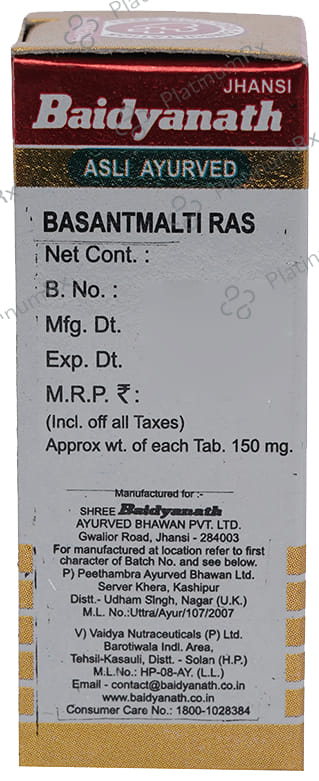 JHANSI
Baidyanath
ASLI AYURVED
BASANTMALTI RAS
Net Cont. :
B. No. :
Mfg. Dt.
Exp. Dt.
M.R.P. ₹ :
(Incl. off all Taxes)
Approx wt. of each Tab. 150 mg.
Manufactured for :-
SHREE Baidyanath
AYURVED BHAWAN PVT. LTD.
Gwalior Road, Jhansi - 284003
For manufactured at location refer to first
character of Batch No. and see below.
P) Peethambra Ayurved Bhawan Ltd.
Server Khera, Kashipur
Distt.- Udham Singh, Nagar (U.K.)
M.L. No.:Uttra/Ayur/107/2007
V) Vaidya Nutraceuticals (P) Ltd.
Barotiwala Indl. Area,
Tehsil-Kasauli, Distt. - Solan (H.P.)
M.L.No.: HP-08-AY. (L.L.)
Email - contact@baidyanath.co.in
www.baidyanath.co.in
Consumer Care No.: 1800-1028384
PlatinumRx